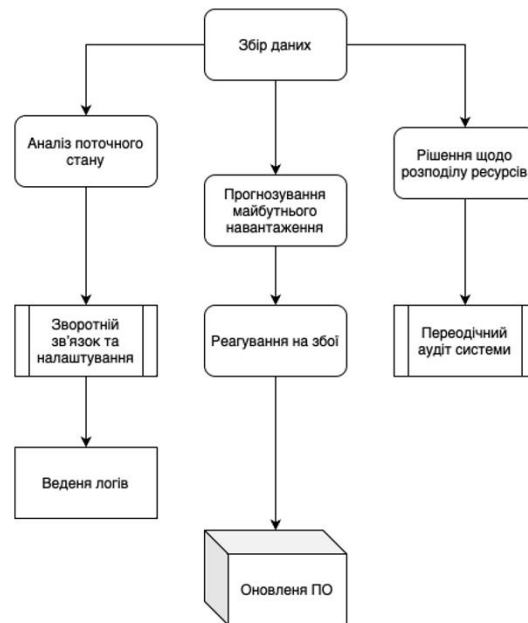 Збір даних
Аналіз поточного
стану
Рішення щодо
розподілу ресурсів
Прогнозування
майбутнього
навантаження
Зворотній
зв'язок та
налаштування
Реагування на збої
Переодічний
аудит системи
Веденя логів
Оновленя ПО